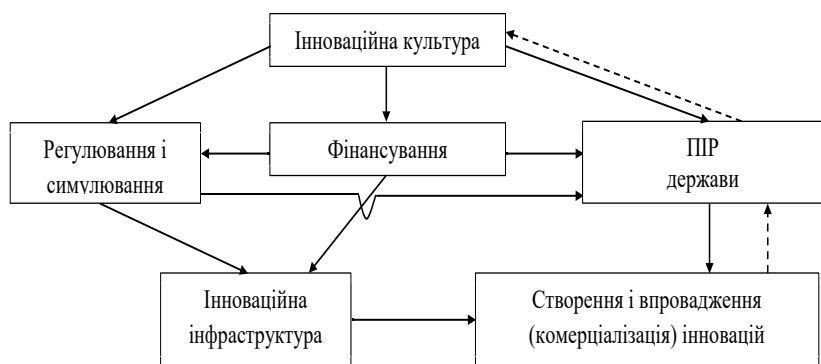 Інноваційна культура
Регулювання і
симулювання
Фінансування
ПІР
держави
Інноваційна
інфраструктура
Створення і впровадження
(комерціалізація) інновацій